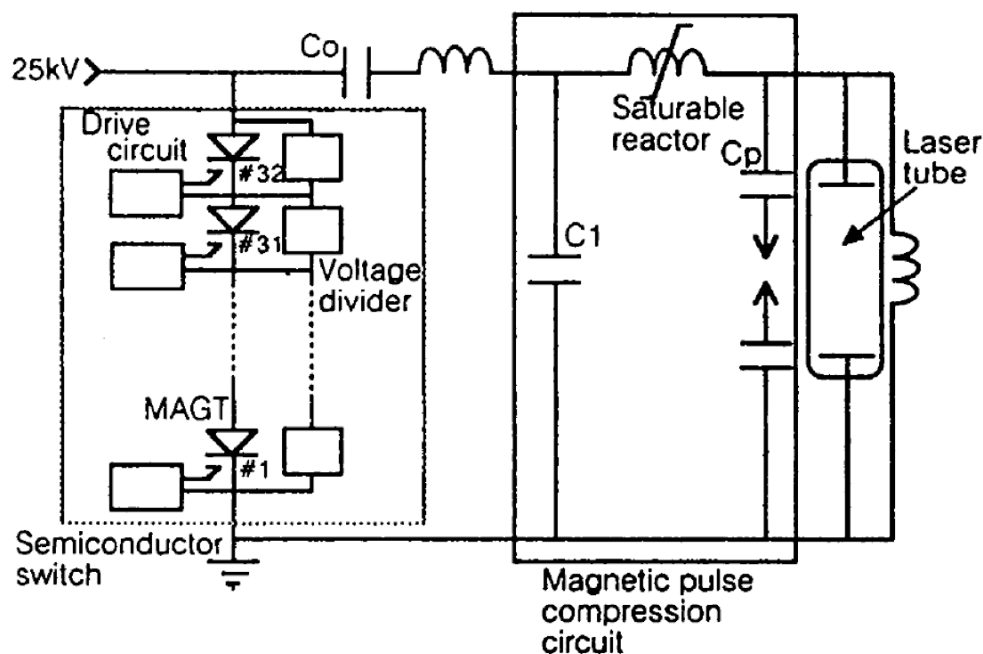 25kV
Co
Drive
circuit
#32
#31
Voltage
divider
MAGT
#1
Semiconductor
switch
Saturable
reactor
C1
Cp
Laser
tube
Magnetic pulse
compression
circuit